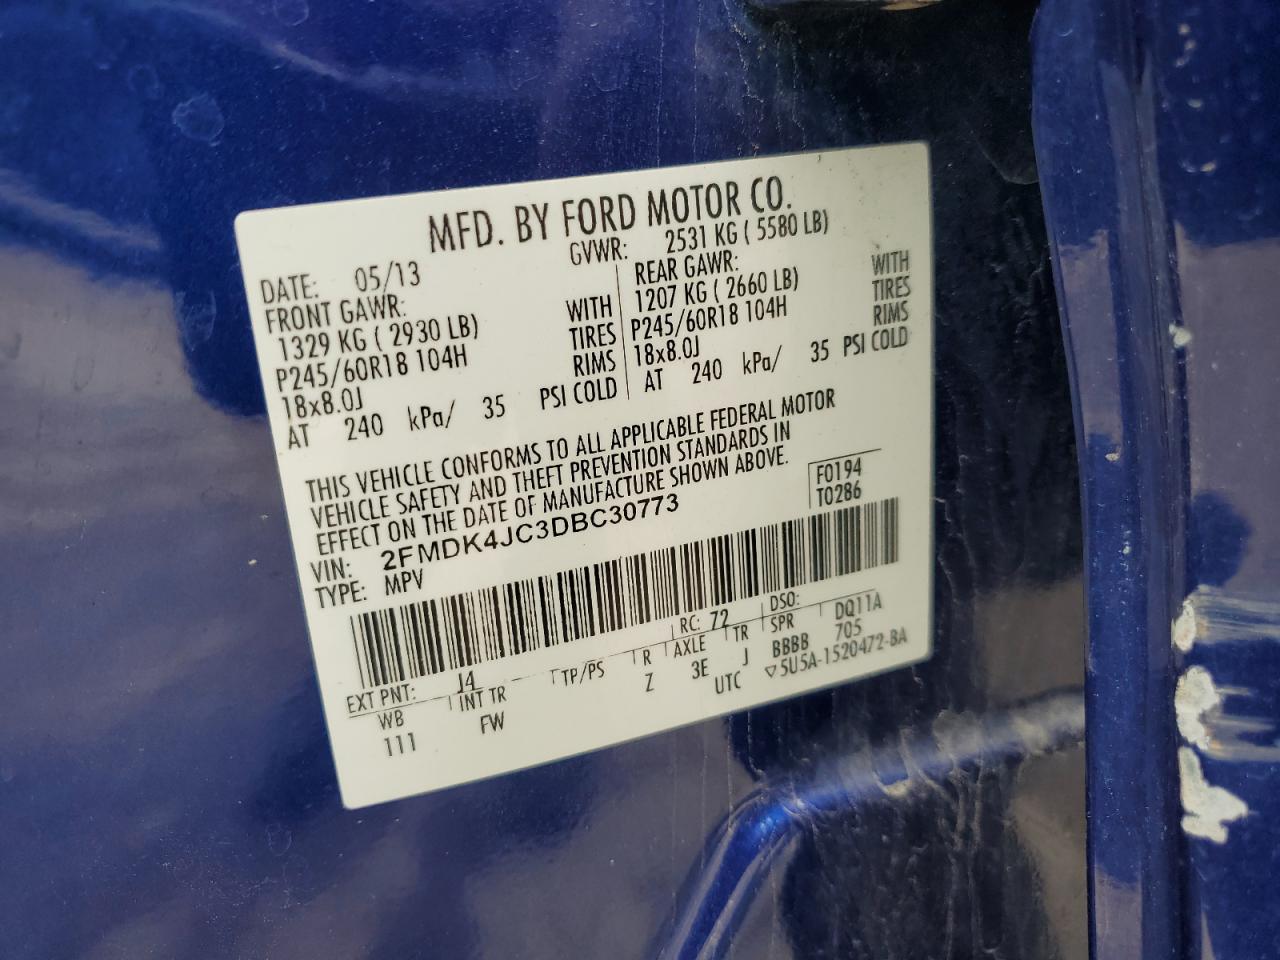 MFD. BY FORD MOTOR CO.
DATE: 05/13 GVWR: 2531 KG ( 5580 LB)
FRONT GAWR: REAR GAWR:
1329 KG ( 2930 LB) WITH 1207 KG ( 2660 LB) WITH
P245/60R18 104H TIRES P245/60R18 104H TIRES
18x8.0J RIMS 18x8.0J RIMS
AT 240 kPa/ 35 PSI COLD AT 240 kPa/ 35 PSI COLD
THIS VEHICLE CONFORMS TO ALL APPLICABLE FEDERAL MOTOR
VEHICLE SAFETY AND THEFT PREVENTION STANDARDS IN
EFFECT ON THE DATE OF MANUFACTURE SHOWN ABOVE.
F0194
VIN: 2FMDK4JC3DBC30773 T0286
TYPE: MPV
EXT PNT: J4 RC: 72 DSO:
WB INT TR TP/PS R AXLE TR SPR DQ11A
111 FW Z 3E J BBBB 705
UTC ▽5U5A-1520472-BA